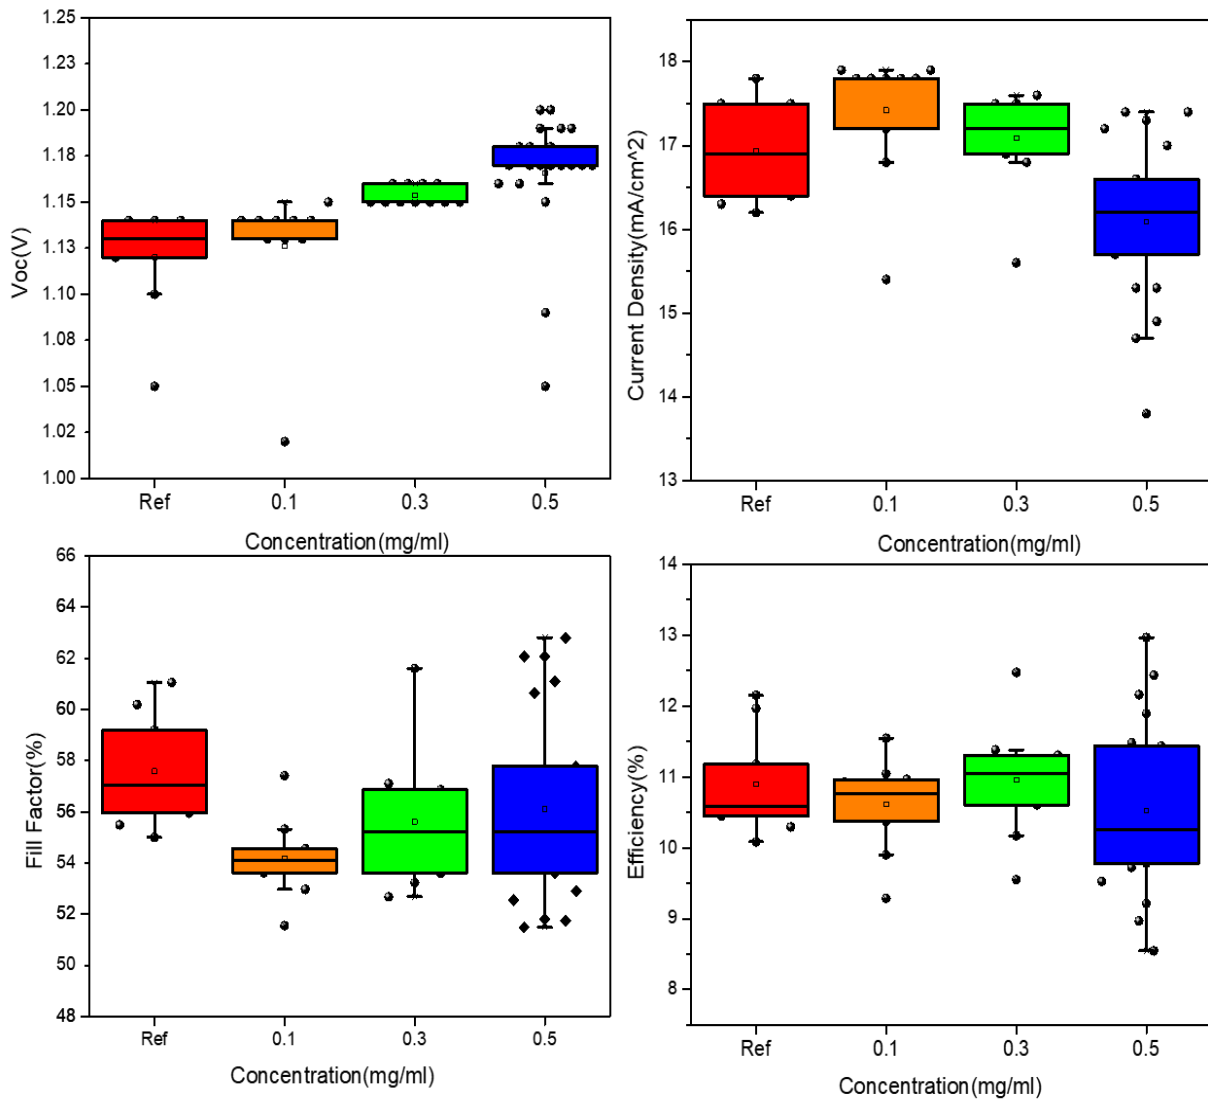 1.25
1.23
1.20
1.18
1.15
1.13
1.10
1.08
1.05
1.02
1.00
Voc(V)
Ref 0.1 0.3 0.5
Concentration(mg/ml)
18
17
16
15
14
13
Current Density(mA/cm^2)
Ref 0.1 0.3 0.5
Concentration(mg/ml)
66
64
62
60
58
56
54
52
50
48
Fill Factor(%)
Ref 0.1 0.3 0.5
Concentration(mg/ml)
14
13
12
11
10
9
8
Efficiency(%)
Ref 0.1 0.3 0.5
Concentration(mg/ml)